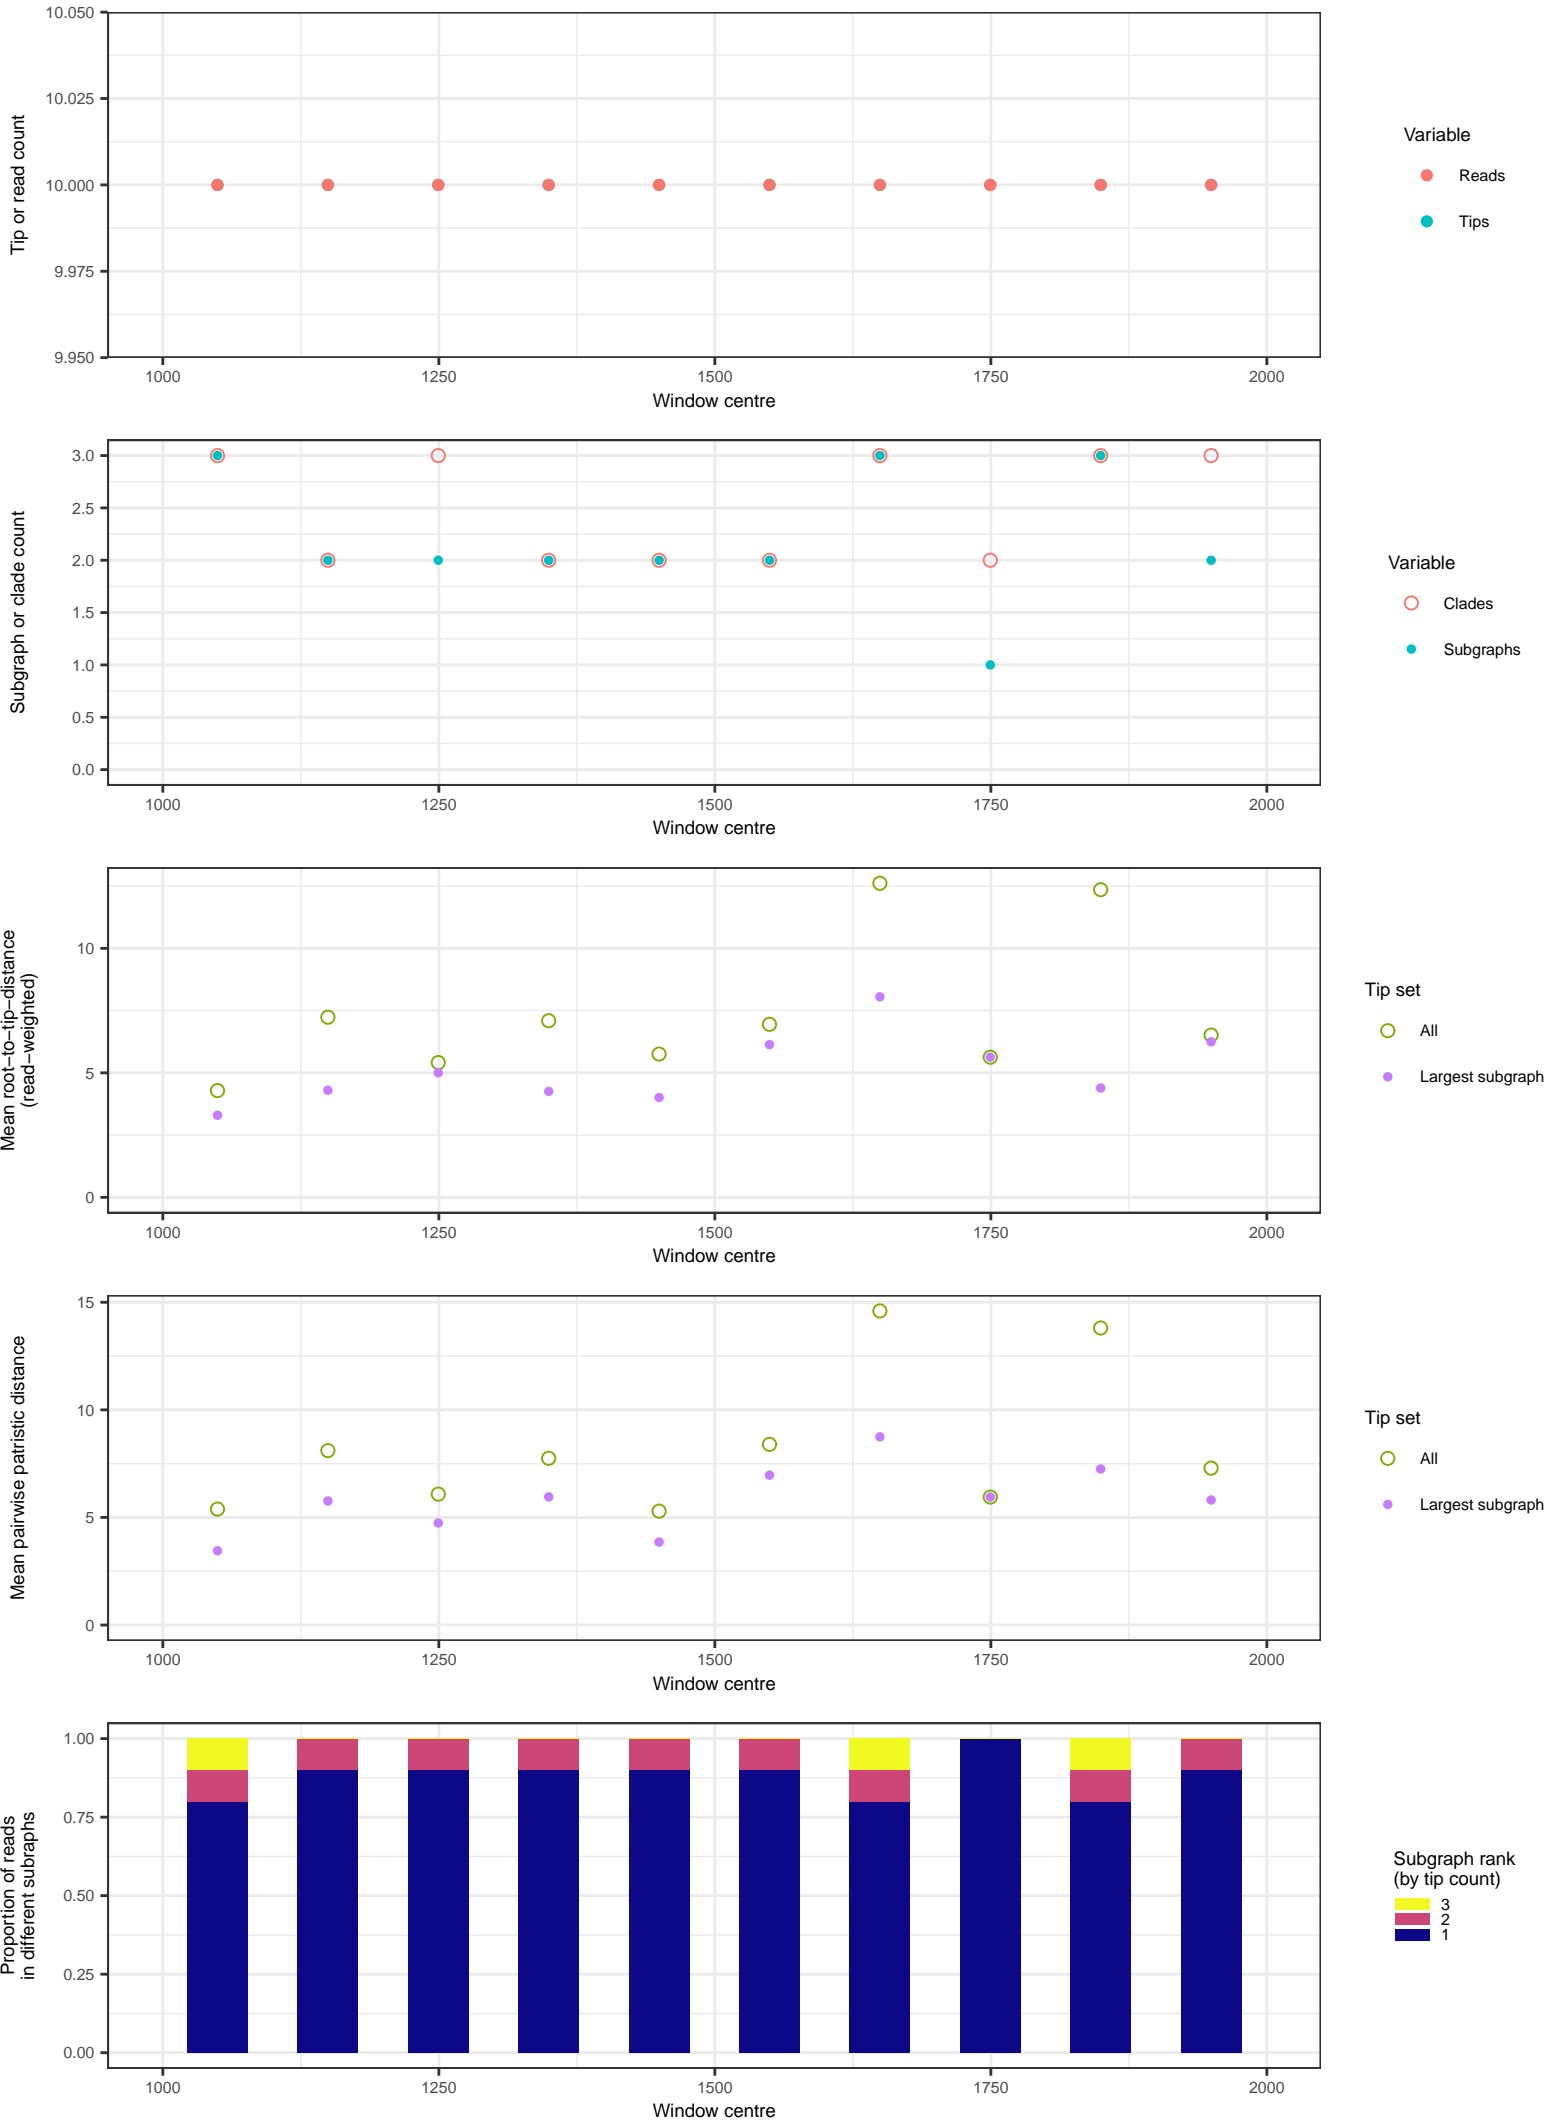 10.050
10.025
10.000
9.975
9.950
Tip or read count
1000 1250 1500 1750 2000
Window centre
Variable
Reads
Tips
3.0
2.5
2.0
1.5
1.0
0.5
0.0
Subgraph or clade count
1000 1250 1500 1750 2000
Window centre
Variable
Clades
Subgraphs
10
5
0
Mean root−to−tip−distance
(read−weighted)
1000 1250 1500 1750 2000
Window centre
Tip set
All
Largest subgraph
15
10
5
0
Mean pairwise patristic distance
1000 1250 1500 1750 2000
Window centre
Tip set
All
Largest subgraph
1.00
0.75
0.50
0.25
0.00
Proportion of reads
in different subraphs
1000 1250 1500 1750 2000
Window centre
Subgraph rank
(by tip count)
3
2
1